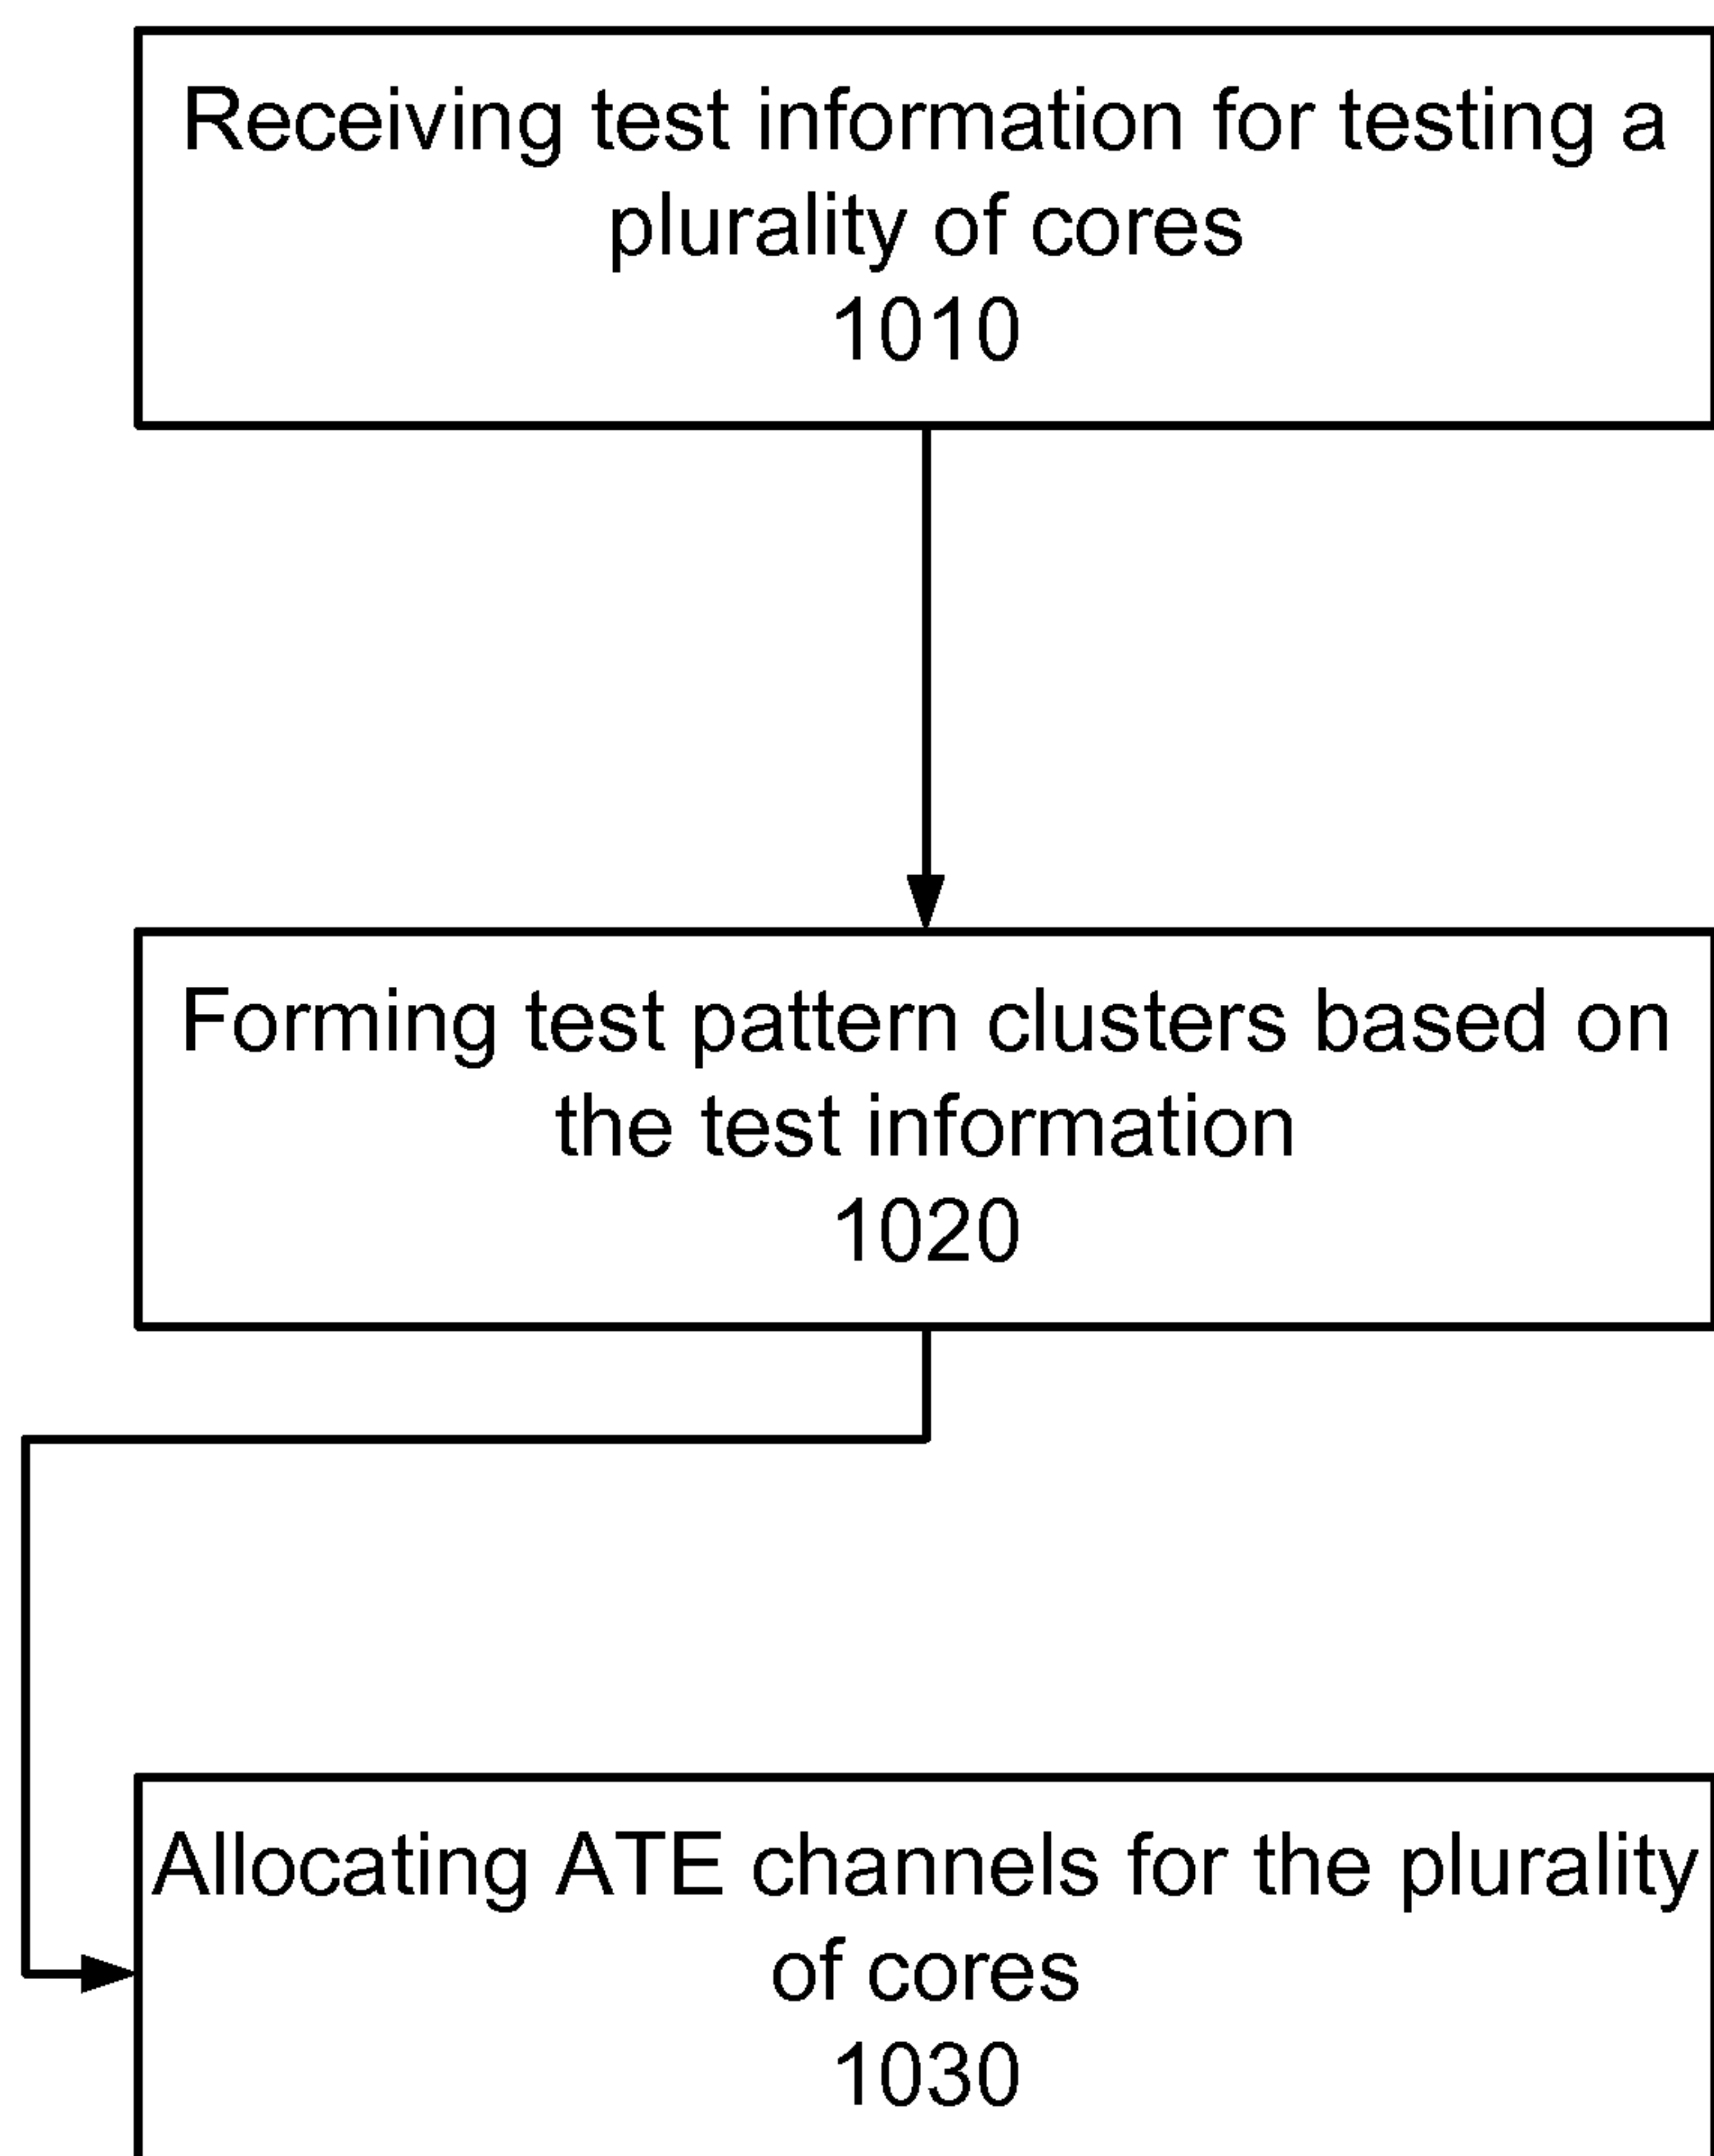 Receiving test information for testing a
plurality of cores
1010
Forming test pattern clusters based on
the test information
1020
Allocating ATE channels for the plurality
of cores
1030